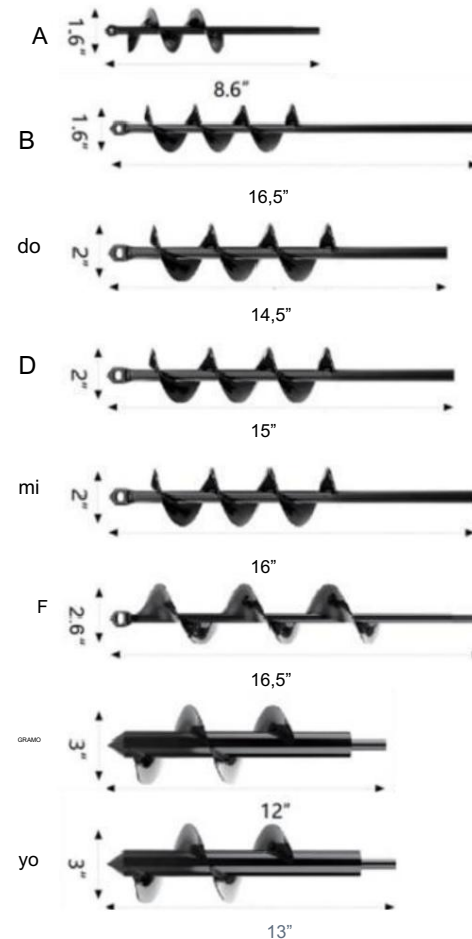 A
1.6"
8.6"
B
1.6"
16,5"
do
2"
14,5"
D
2"
15"
mi
2"
16"
F
2.6"
16,5"
GRAMO
3"
12"
yo
3"
13"